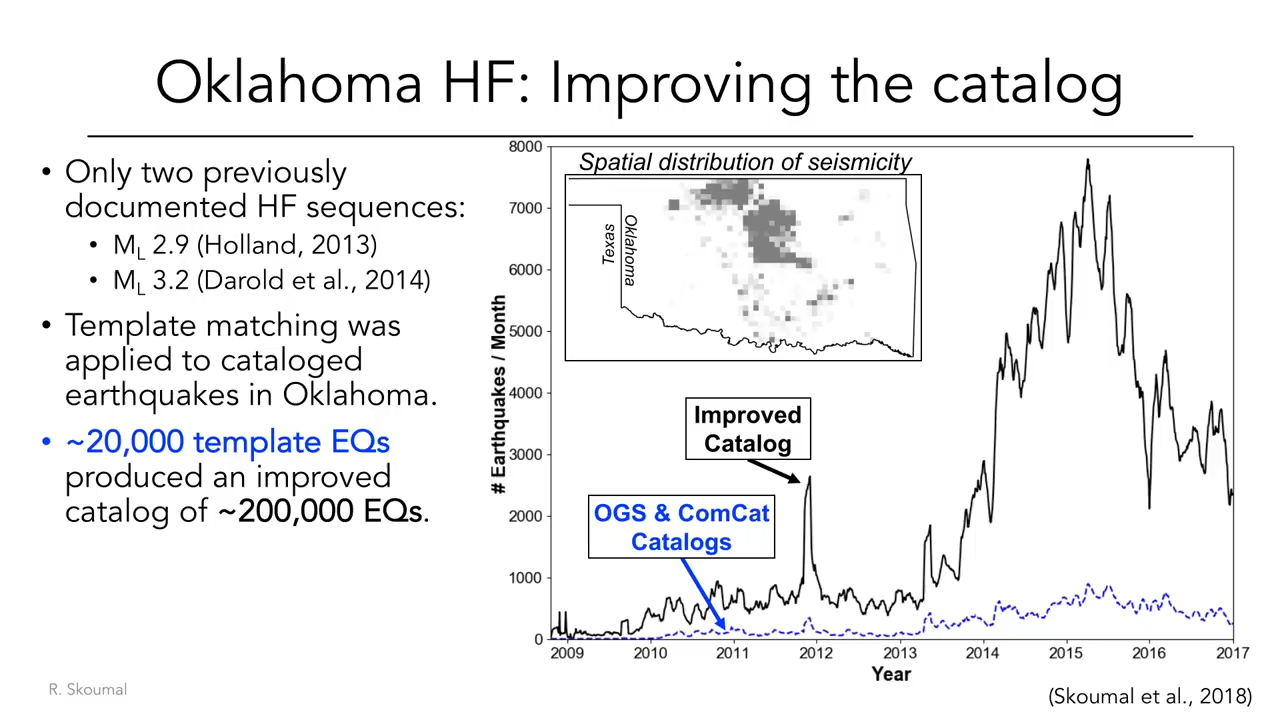 Oklahoma HF: Improving the catalog
• Only two previously
documented HF sequences:
• ML 2.9 (Holland, 2013)
• ML 3.2 (Darold et al., 2014)
• Template matching was
applied to cataloged
earthquakes in Oklahoma.
• ~20,000 template EQs
produced an improved
catalog of ~200,000 EQs.
R. Skoumal
# Earthquakes / Month
8000
7000
6000
5000
4000
3000
2000
1000
0
Spatial distribution of seismicity
Texas
Oklahoma
Improved
Catalog
OGS & ComCat
Catalogs
2009 2010 2011 2012 2013 2014 2015 2016 2017
Year
(Skoumal et al., 2018)